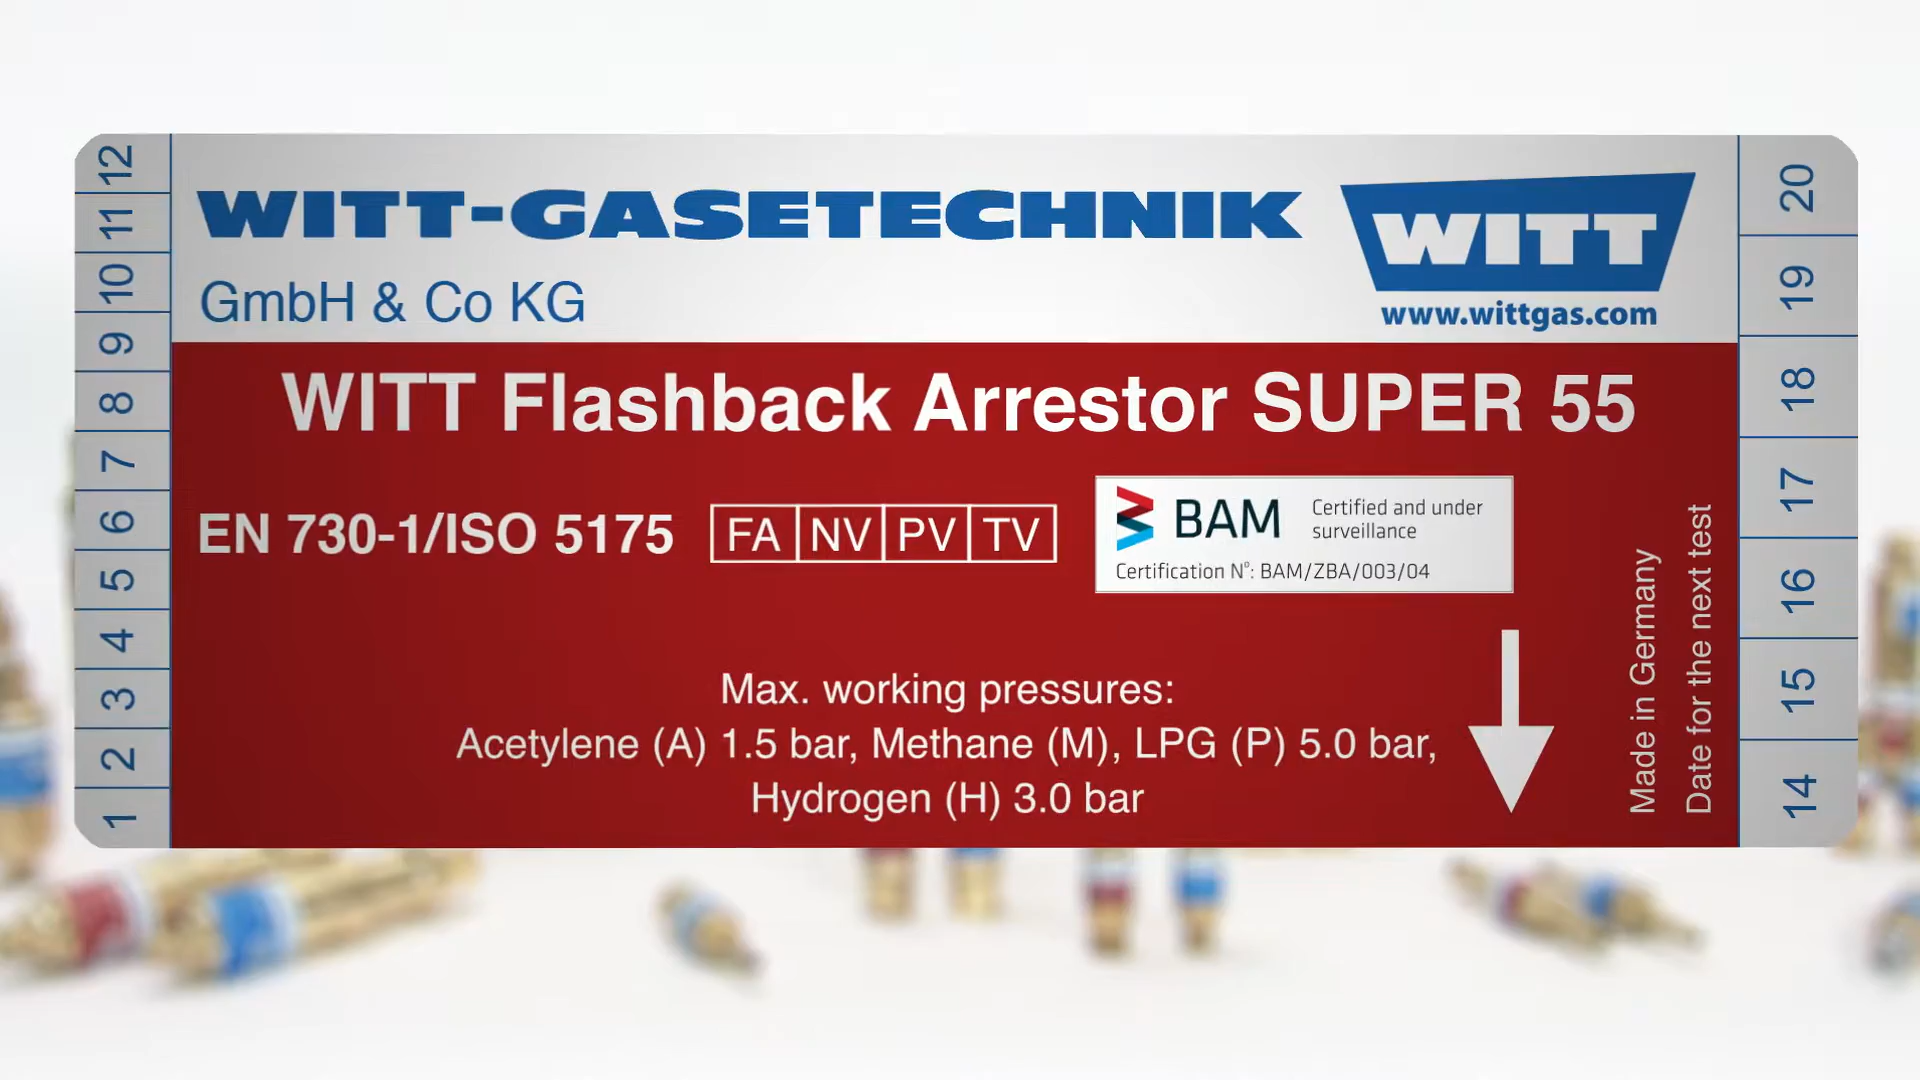 WITT-GASETECHNIK
GmbH & Co KG
WITT
www.wittgas.com
WITT Flashback Arrestor SUPER 55
EN 730-1/ISO 5175
FA NV PV TV
BAM
Certified and under
surveillance
Certification N°: BAM/ZBA/003/04
Max. working pressures:
Acetylene (A) 1.5 bar, Methane (M), LPG (P) 5.0 bar,
Hydrogen (H) 3.0 bar
Made in Germany
Date for the next test
1
2
3
4
5
6
7
8
9
10
11
12
14
15
16
17
18
19
20